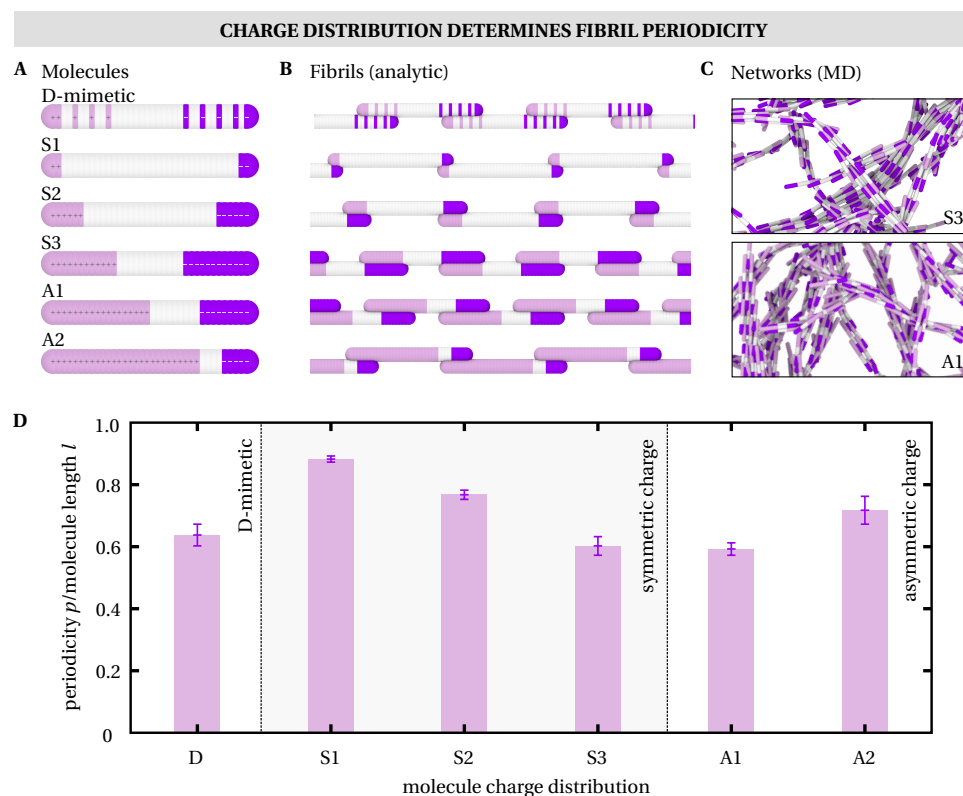 CHARGE DISTRIBUTION DETERMINES FIBRIL PERIODICITY
A Molecules
D-mimetic
S1
S2
S3
A1
A2
B Fibrils (analytic)
C Networks (MD)
S3
A1
D
periodicity p/molecule length l
1.0
0.8
0.6
0.4
0.2
0
D-mimetic
symmetric charge
asymmetric charge
D S1 S2 S3 A1 A2
molecule charge distribution